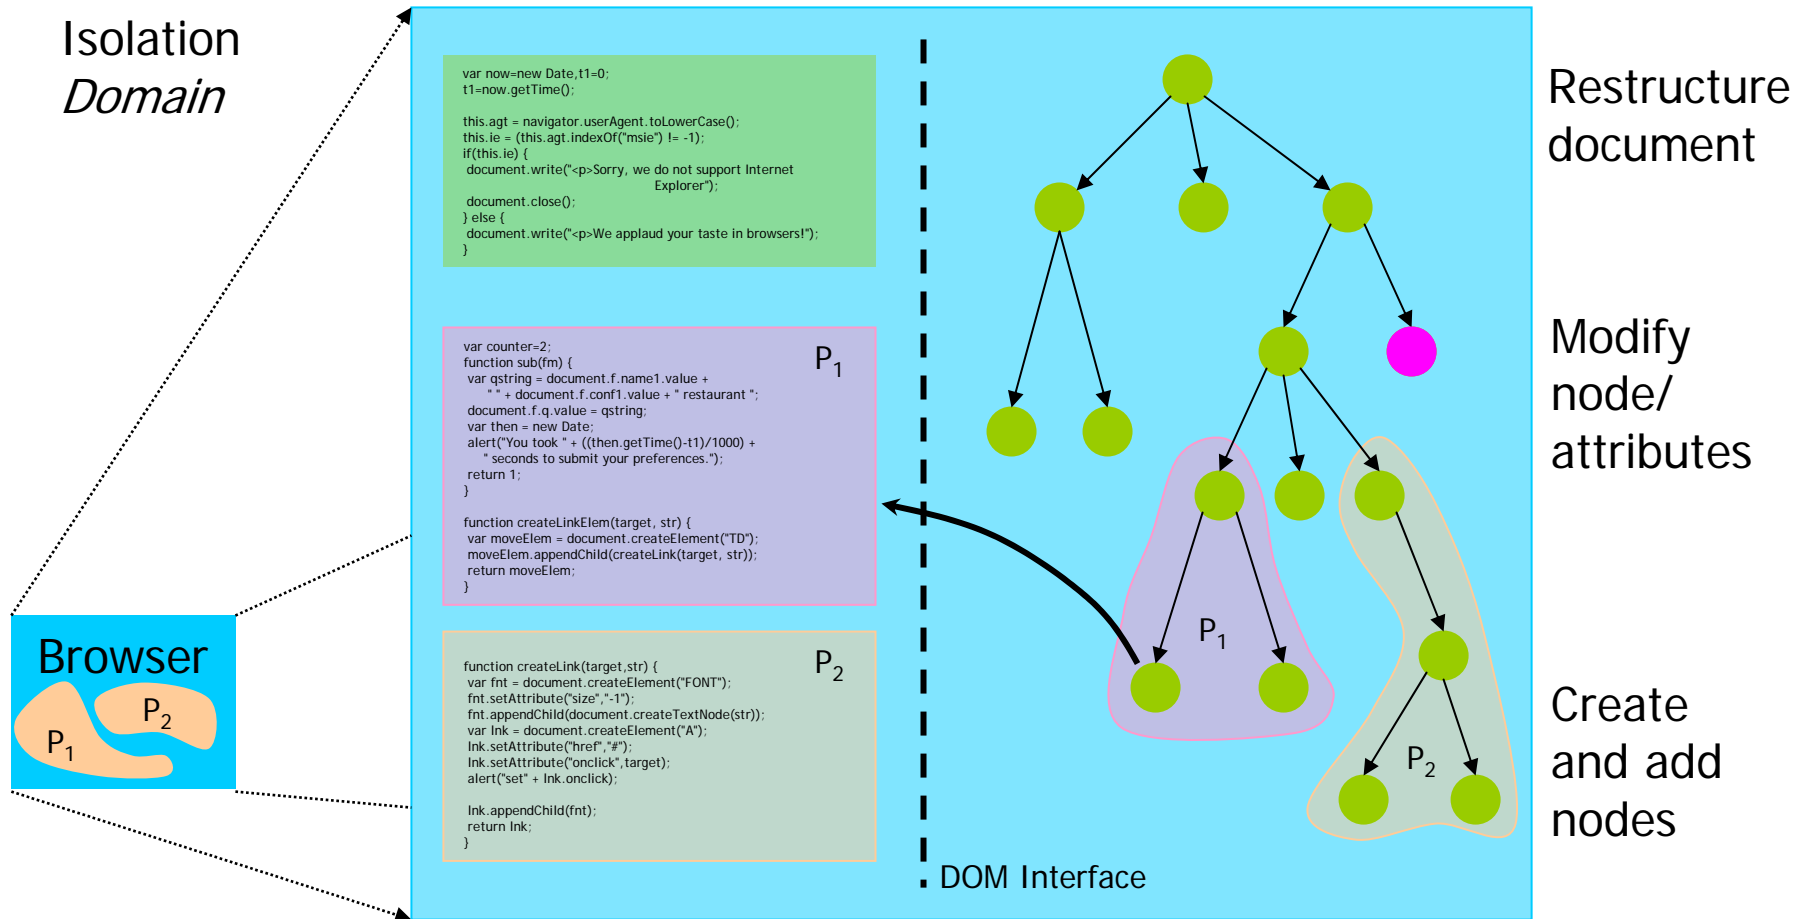 Isolation
Domain
var now=new Date,t1=0;
t1=now.getTime();
this.agt = navigator.userAgent.toLowerCase();
this.ie = (this.agt.indexOf("msie") != -1);
if(this.ie) {
document.write("<p>Sorry, we do not support Internet
Explorer");
document.close();
} else {
document.write("<p>We applaud your taste in browsers!");
}
P1
var counter=2;
function sub(fm) {
var qstring = document.f.name1.value +
" " + document.f.conf1.value + " restaurant ";
document.f.q.value = qstring;
var then = new Date;
alert("You took " + ((then.getTime()-t1)/1000) +
" seconds to submit your preferences.");
return 1;
}
function createLinkElem(target, str) {
var moveElem = document.createElement("TD");
moveElem.appendChild(createLink(target, str));
return moveElem;
}
P2
function createLink(target,str) {
var fnt = document.createElement("FONT");
fnt.setAttribute("size","-1");
fnt.appendChild(document.createTextNode(str));
var lnk = document.createElement("A");
lnk.setAttribute("href","#");
lnk.setAttribute("onclick",target);
alert("set" + lnk.onclick);
lnk.appendChild(fnt);
return lnk;
}
Browser
P2
P1
DOM Interface
P1
P2
Restructure
document
Modify
node/
attributes
Create
and add
nodes